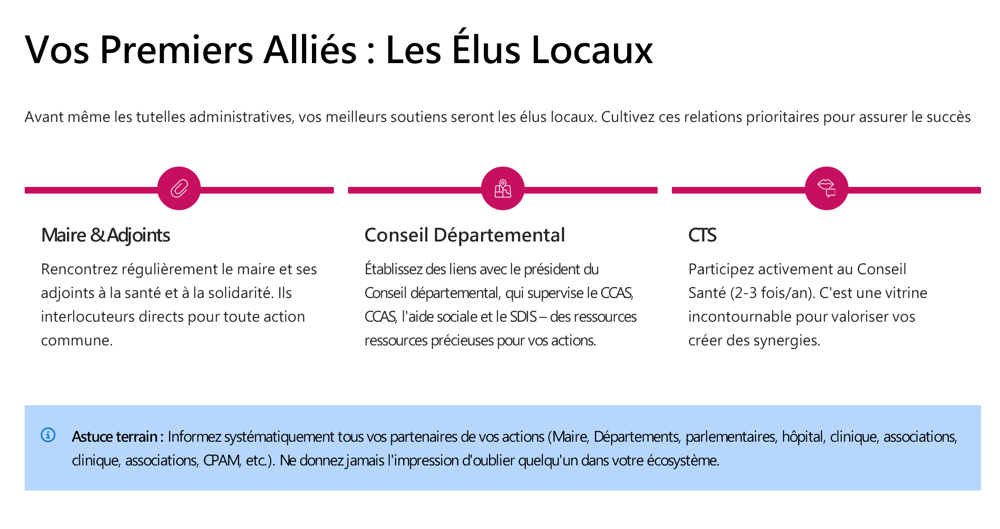 Vos Premiers Alliés : Les Élus Locaux
Avant même les tutelles administratives, vos meilleurs soutiens seront les élus locaux. Cultivez ces relations prioritaires pour assurer le succès
Maire & Adjoints
Rencontrez régulièrement le maire et ses
adjoints à la santé et à la solidarité. Ils
interlocuteurs directs pour toute action
commune.
Conseil Départemental
Établissez des liens avec le président du
Conseil départemental, qui supervise le CCAS,
CCAS, l'aide sociale et le SDIS – des ressources
ressources précieuses pour vos actions.
CTS
Participez activement au Conseil
Santé (2-3 fois/an). C'est une vitrine
incontournable pour valoriser vos
créer des synergies.
Astuce terrain : Informez systématiquement tous vos partenaires de vos actions (Maire, Départements, parlementaires, hôpital, clinique, associations,
clinique, associations, CPAM, etc.). Ne donnez jamais l'impression d'oublier quelqu'un dans votre écosystème.